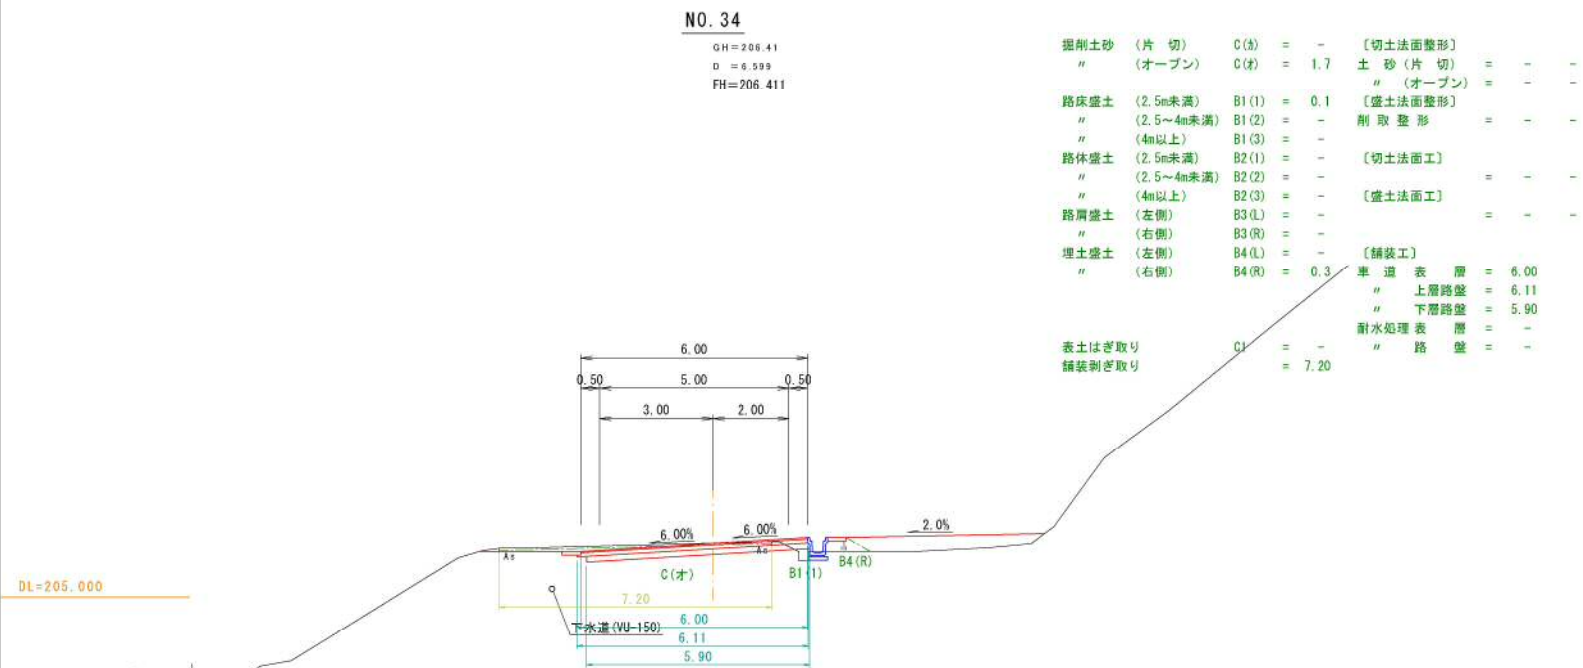 NO. 34
GH=206.41
D =6.599
FH=206.411
掘削土砂 (片 切) C(ｶ) = -
〃 (オープン) C(ｵ) = 1.7
路床盛土 (2.5m未満) B1(1) = 0.1
〃 (2.5～4m未満) B1(2) = -
〃 (4m以上) B1(3) = -
路体盛土 (2.5m未満) B2(1) = -
〃 (2.5～4m未満) B2(2) = -
〃 (4m以上) B2(3) = -
路肩盛土 (左側) B3(L) = -
〃 (右側) B3(R) = -
埋土盛土 (左側) B4(L) = -
〃 (右側) B4(R) = 0.3
表土はぎ取り = -
舗装剥ぎ取り = 7.20
[切土法面整形]
土 砂 (片 切) = - -
〃 (オープン) = - -
[盛土法面整形]
削 取 整 形 = - -
[切土法面工]
= - -
[盛土法面工]
= - -
[舗装工]
車 道 表 層 = 6.00
〃 上層路盤 = 6.11
〃 下層路盤 = 5.90
耐水処理 表 層 = -
〃 路 盤 = -
6.00
0.50 5.00 0.50
3.00 2.00
6.00% 6.00% 2.0%
As As
C(オ) B1(1) B4(R)
DL=205.000
7.20
下水道(VU-150)
6.00
6.11
5.90